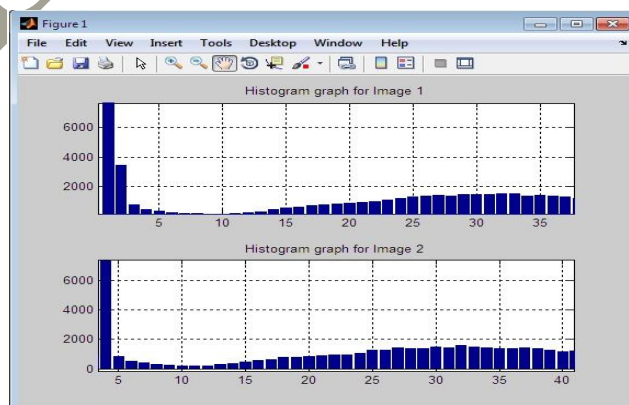 Figure 1
File Edit View Insert Tools Desktop Window Help
Histogram graph for Image 1
6000
4000
2000
5 10 15 20 25 30 35
Histogram graph for Image 2
6000
4000
2000
0
5 10 15 20 25 30 35 40